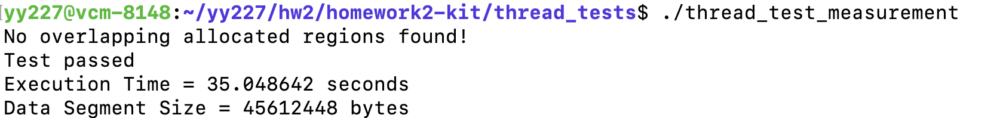 yy227@vcm-8148:~/yy227/hw2/homework2-kit/thread_tests$ ./thread_test_measurement
No overlapping allocated regions found!
Test passed
Execution Time = 35.048642 seconds
Data Segment Size = 45612448 bytes